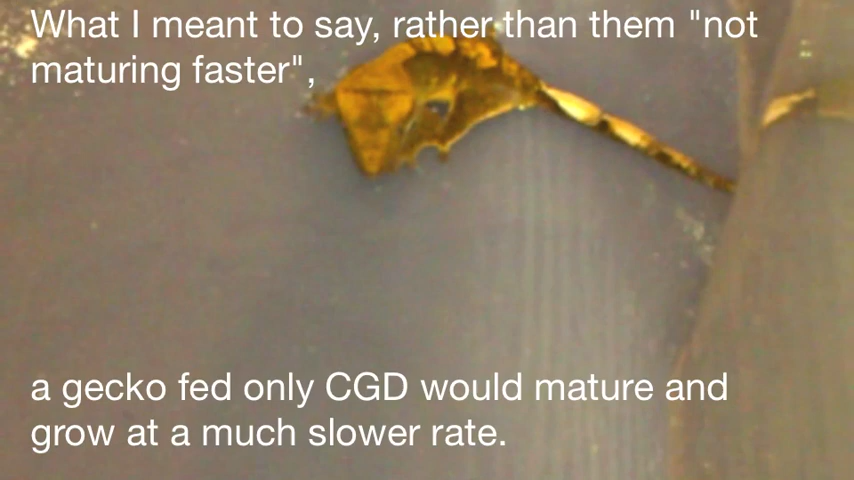 What I meant to say, rather than them "not
maturing faster",
a gecko fed only CGD would mature and
grow at a much slower rate.